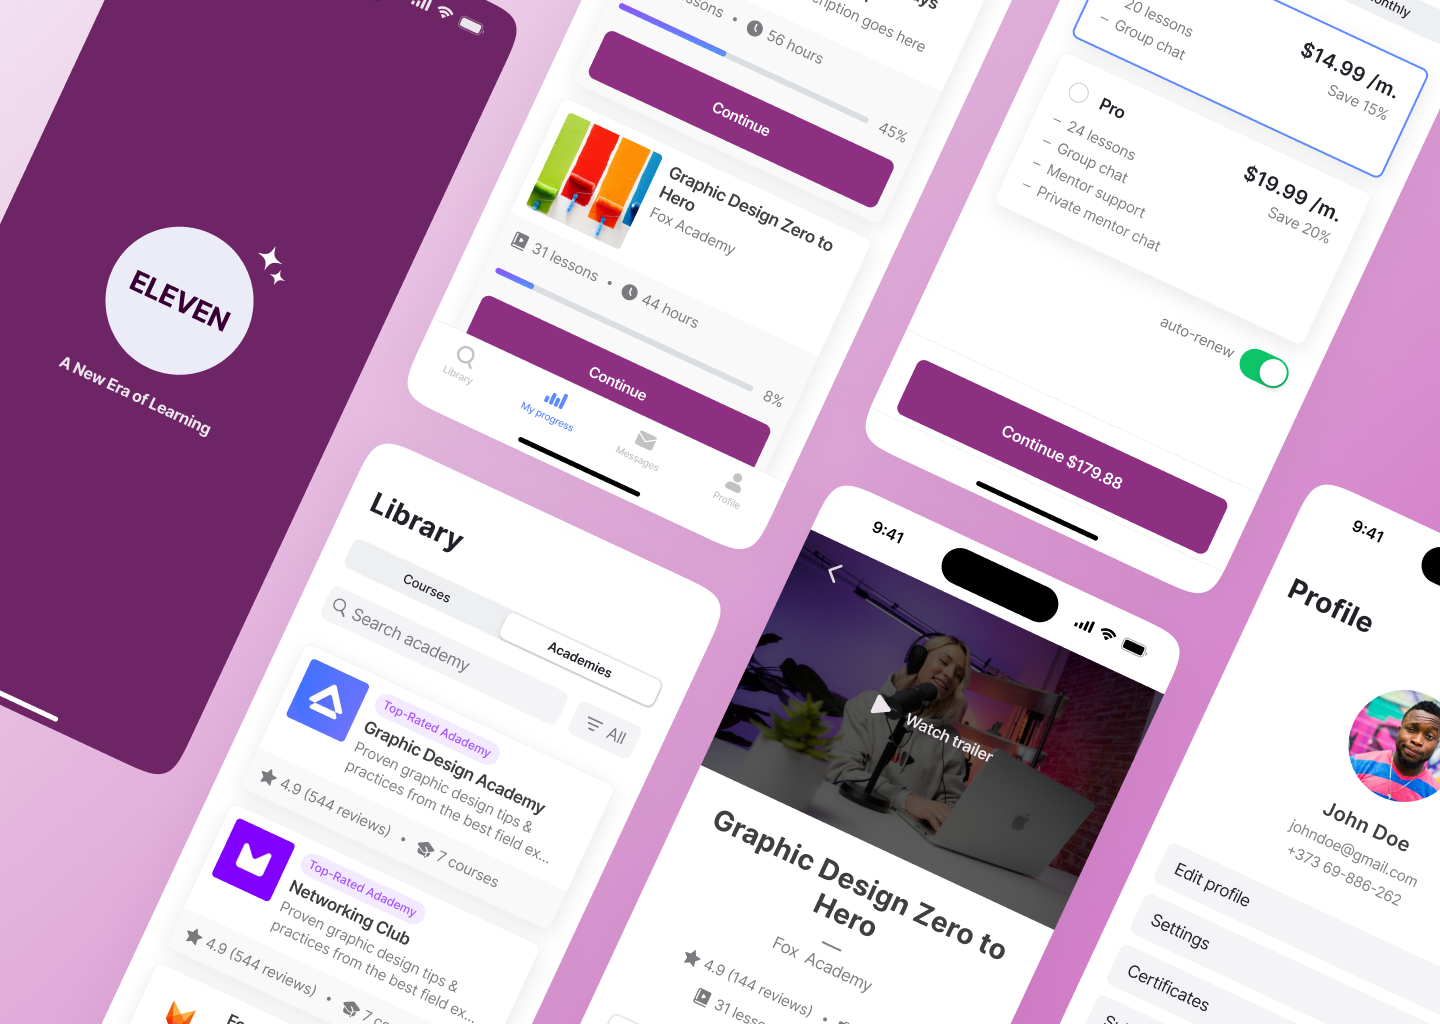 ELEVEN
A New Era of Learning
cription goes here
56 hours
45%
Continue
Graphic Design Zero to
Hero
Fox Academy
31 lessons • 44 hours
8%
Continue
Library
My progress
Messages
Profile
20 lessons
– Group chat
$14.99 /m.
Save 15%
Pro
– 24 lessons
– Group chat
– Mentor support
– Private mentor chat
$19.99 /m.
Save 20%
auto-renew
Continue $179.88
Library
Courses
Academies
Search academy
All
Top-Rated Adademy
Graphic Design Academy
Proven graphic design tips &
practices from the best field ex...
4.9 (544 reviews) • 7 courses
Top-Rated Adademy
Networking Club
Proven graphic design tips &
practices from the best field ex...
4.9 (544 reviews) • 7 co
9:41
Watch trailer
Graphic Design Zero to
Hero
Fox Academy
4.9 (144 reviews) •
31 lessons
9:41
Profile
John Doe
johndoe@gmail.com
+373 69-886-262
Edit profile
Settings
Certificates